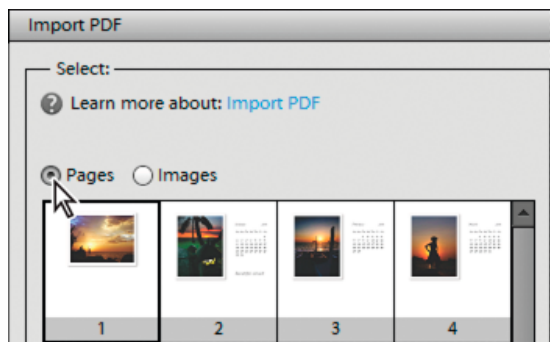 Import PDF
Select:
Learn more about: Import PDF
Pages Images
1 2 3 4